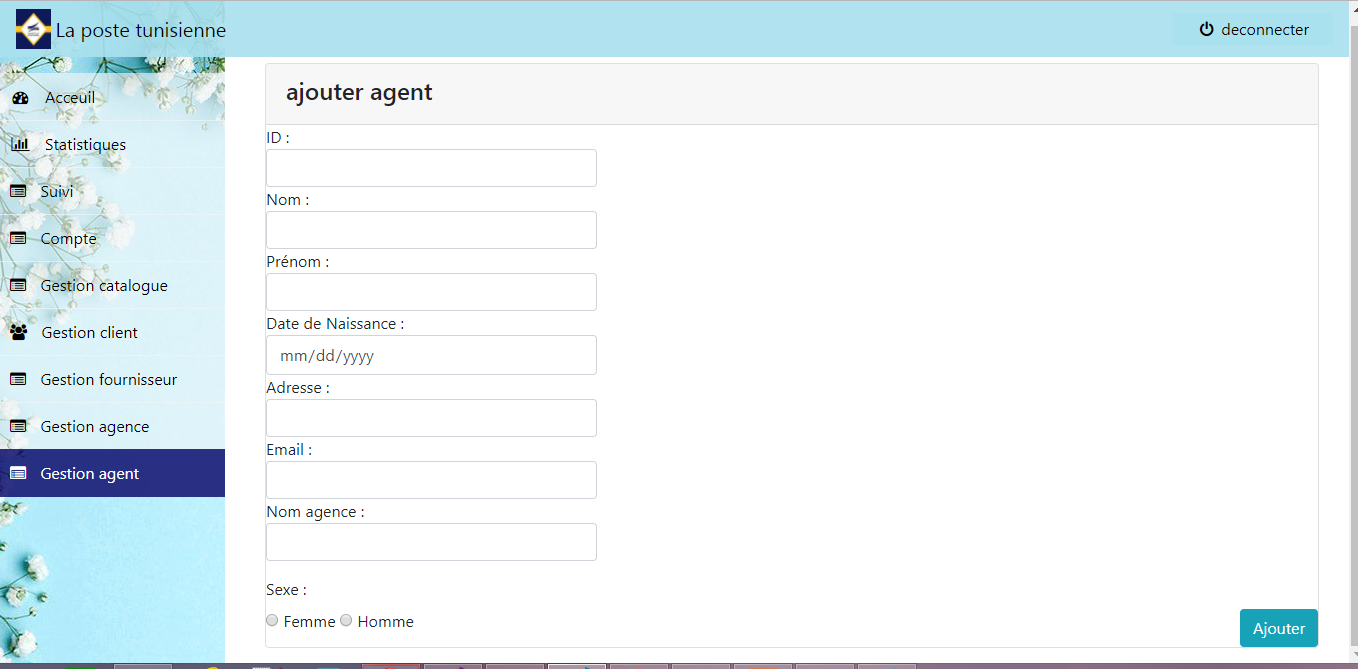 La poste tunisienne
deconnecter
Acceuil
Statistiques
Suivi
Compte
Gestion catalogue
Gestion client
Gestion fournisseur
Gestion agence
Gestion agent
ajouter agent
ID :
Nom :
Prénom :
Date de Naissance :
mm/dd/yyyy
Adresse :
Email :
Nom agence :
Sexe :
Femme Homme
Ajouter